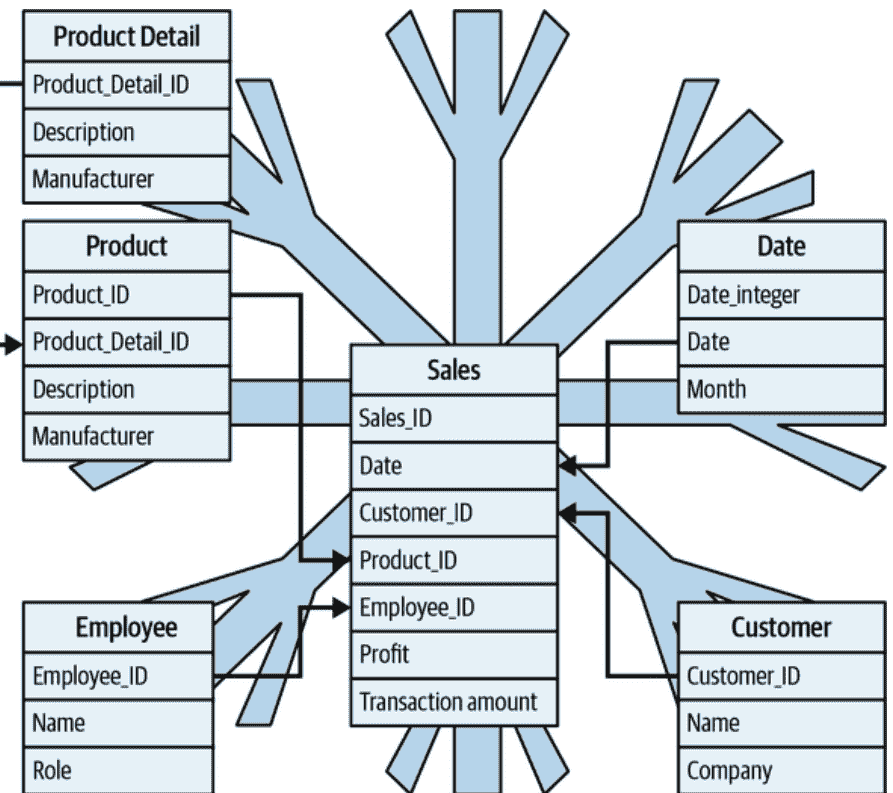 Product Detail
Product_Detail_ID
Description
Manufacturer
Product
Product_ID
Product_Detail_ID
Description
Manufacturer
Date
Date_integer
Date
Month
Sales
Sales_ID
Date
Customer_ID
Product_ID
Employee_ID
Profit
Transaction amount
Employee
Employee_ID
Name
Role
Customer
Customer_ID
Name
Company